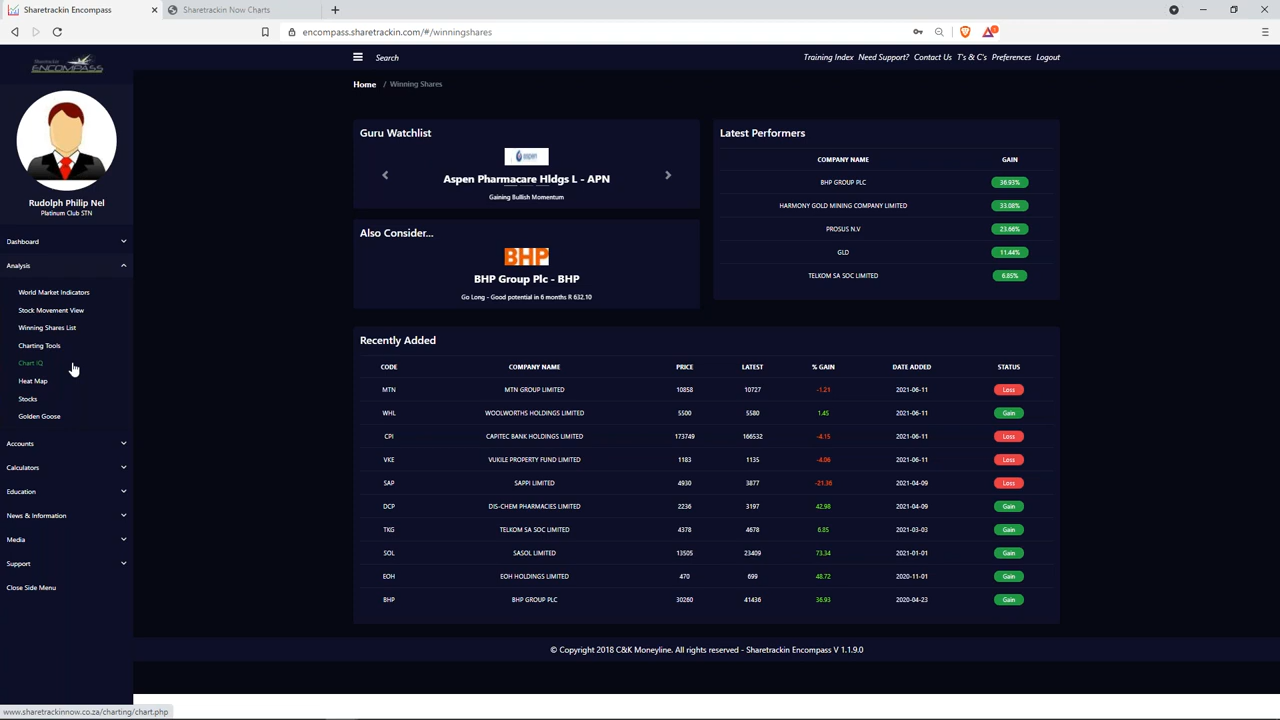 Sharetrackin Encompass
Sharetrackin Now Charts
encompass.sharetrackin.com/#/winningshares
ENCOMPASS
Search
Training Index Need Support? Contact Us T's & C's Preferences Logout
Home / Winning Shares
Rudolph Philip Nel
Platinum Club STN
Dashboard
Analysis
World Market Indicators
Stock Movement View
Winning Shares List
Charting Tools
Chart IQ
Heat Map
Stocks
Golden Goose
Accounts
Calculators
Education
News & Information
Media
Support
Close Side Menu
Guru Watchlist
Aspen Pharmacare Hldgs L - APN
Gaining Bullish Momentum
Also Consider...
BHP
BHP Group Plc - BHP
Go Long - Good potential in 6 months R 632.10
Latest Performers
COMPANY NAME GAIN
BHP GROUP PLC 36.93%
HARMONY GOLD MINING COMPANY LIMITED 33.08%
PROSUS N.V 23.66%
GLD 11.44%
TELKOM SA SOC LIMITED 6.85%
Recently Added
CODE COMPANY NAME PRICE LATEST % GAIN DATE ADDED STATUS
MTN MTN GROUP LIMITED 10858 10727 -1.21 2021-06-11 Loss
WHL WOOLWORTHS HOLDINGS LIMITED 5500 5580 1.45 2021-06-11 Gain
CPI CAPITEC BANK HOLDINGS LIMITED 173749 166532 -4.15 2021-06-11 Loss
VKE VUKILE PROPERTY FUND LIMITED 1183 1135 -4.06 2021-06-11 Loss
SAP SAPPI LIMITED 4930 3877 -21.36 2021-04-09 Loss
DCP DIS-CHEM PHARMACIES LIMITED 2236 3197 42.98 2021-04-09 Gain
TKG TELKOM SA SOC LIMITED 4378 4678 6.85 2021-03-03 Gain
SOL SASOL LIMITED 13505 23409 73.34 2021-01-01 Gain
EOH EOH HOLDINGS LIMITED 470 699 48.72 2020-11-01 Gain
BHP BHP GROUP PLC 30260 41436 36.93 2020-04-23 Gain
© Copyright 2018 C&K Moneyline. All rights reserved - Sharetrackin Encompass V 1.1.9.0
www.sharetrackinnow.co.za/charting/chart.php